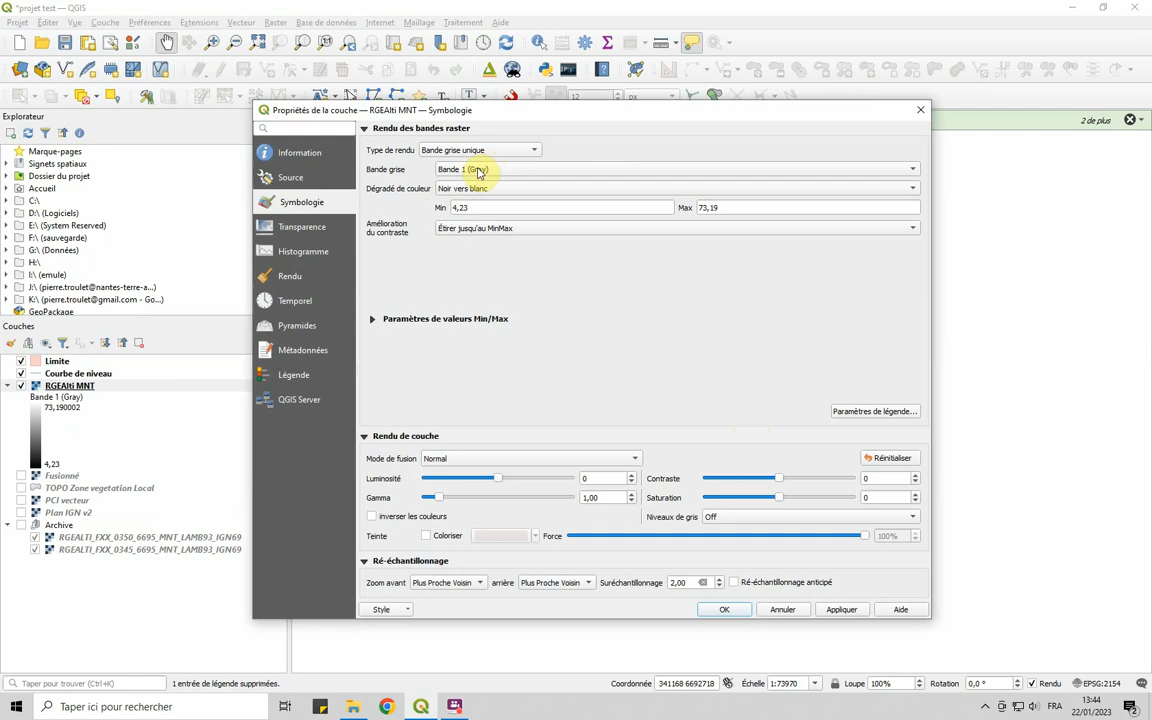 *projet test — QGIS
Projet Éditer Vue Couche Préférences Extensions Vecteur Raster Base de données Internet Maillage Traitement Aide
12 px
Explorateur
Marque-pages
Signets spatiaux
Dossier du projet
Accueil
C:\
D:\ (Logiciels)
E:\ (System Reserved)
F:\ (sauvegarde)
G:\ (Données)
H:\
I:\ (emule)
J:\ (pierre.troulet@nantes-terre-a...)
K:\ (pierre.troulet@gmail.com - Go...)
GeoPackage
Couches
Limite
Courbe de niveau
RGEAlti MNT
Bande 1 (Gray)
73,190002
4,23
Fusionné
TOPO Zone vegetation Local
PCI vecteur
Plan IGN v2
Archive
RGEALTI_FXX_0350_6695_MNT_LAMB93_IGN69
RGEALTI_FXX_0345_6695_MNT_LAMB93_IGN69
2 de plus
Propriétés de la couche — RGEAlti MNT — Symbologie
Information
Source
Symbologie
Transparence
Histogramme
Rendu
Temporel
Pyramides
Métadonnées
Légende
QGIS Server
Rendu des bandes raster
Type de rendu Bande grise unique
Bande grise Bande 1 (Gray)
Dégradé de couleur Noir vers blanc
Min 4,23 Max 73,19
Amélioration du contraste Étirer jusqu'au MinMax
Paramètres de valeurs Min/Max
Paramètres de légende...
Rendu de couche
Mode de fusion Normal Réinitialiser
Luminosité 0 Contraste 0
Gamma 1,00 Saturation 0
inverser les couleurs Niveaux de gris Off
Teinte Coloriser Force 100%
Ré-échantillonnage
Zoom avant Plus Proche Voisin arrière Plus Proche Voisin Suréchantillonnage 2,00 Ré-échantillonnage anticipé
Style OK Annuler Appliquer Aide
Taper pour trouver (Ctrl+K) 1 entrée de légende supprimée. Coordonnée 341168 6692718 Échelle 1:73970 Loupe 100% Rotation 0,0 ° Rendu EPSG:2154
Taper ici pour rechercher FRA 13:44 22/01/2023 2